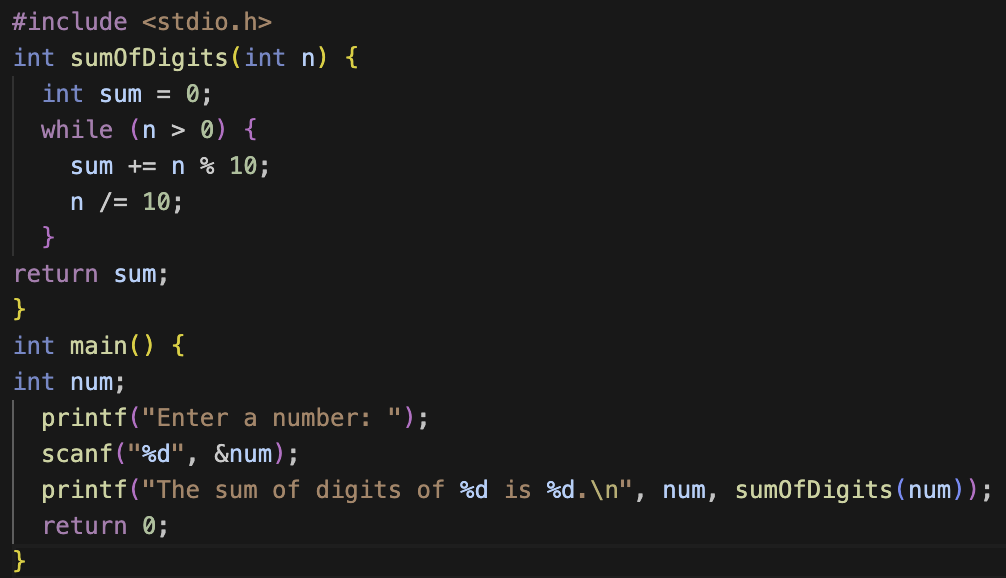 #include <stdio.h>
int sumOfDigits(int n) {
  int sum = 0;
  while (n > 0) {
    sum += n % 10;
    n /= 10;
  }
return sum;
}
int main() {
int num;
  printf("Enter a number: ");
  scanf("%d", &num);
  printf("The sum of digits of %d is %d.\n", num, sumOfDigits(num));
  return 0;
}